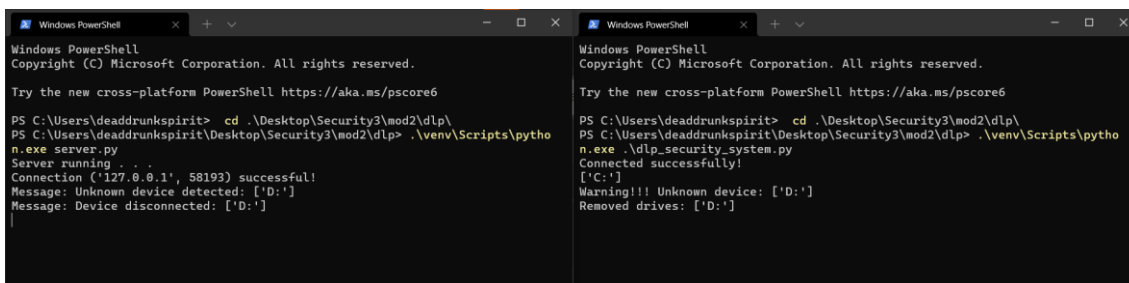 Windows PowerShell
Windows PowerShell
Copyright (C) Microsoft Corporation. All rights reserved.
Try the new cross-platform PowerShell https://aka.ms/pscore6
PS C:\Users\deaddrunkspirit>  cd .\Desktop\Security3\mod2\dlp\
PS C:\Users\deaddrunkspirit\Desktop\Security3\mod2\dlp> .\venv\Scripts\pytho
n.exe server.py
Server running . . .
Connection ('127.0.0.1', 58193) successful!
Message: Unknown device detected: ['D:']
Message: Device disconnected: ['D:']
Windows PowerShell
Windows PowerShell
Copyright (C) Microsoft Corporation. All rights reserved.
Try the new cross-platform PowerShell https://aka.ms/pscore6
PS C:\Users\deaddrunkspirit>  cd .\Desktop\Security3\mod2\dlp\
PS C:\Users\deaddrunkspirit\Desktop\Security3\mod2\dlp> .\venv\Scripts\pytho
n.exe .\dlp_security_system.py
Connected successfully!
['C:']
Warning!!! Unknown device: ['D:']
Removed drives: ['D:']